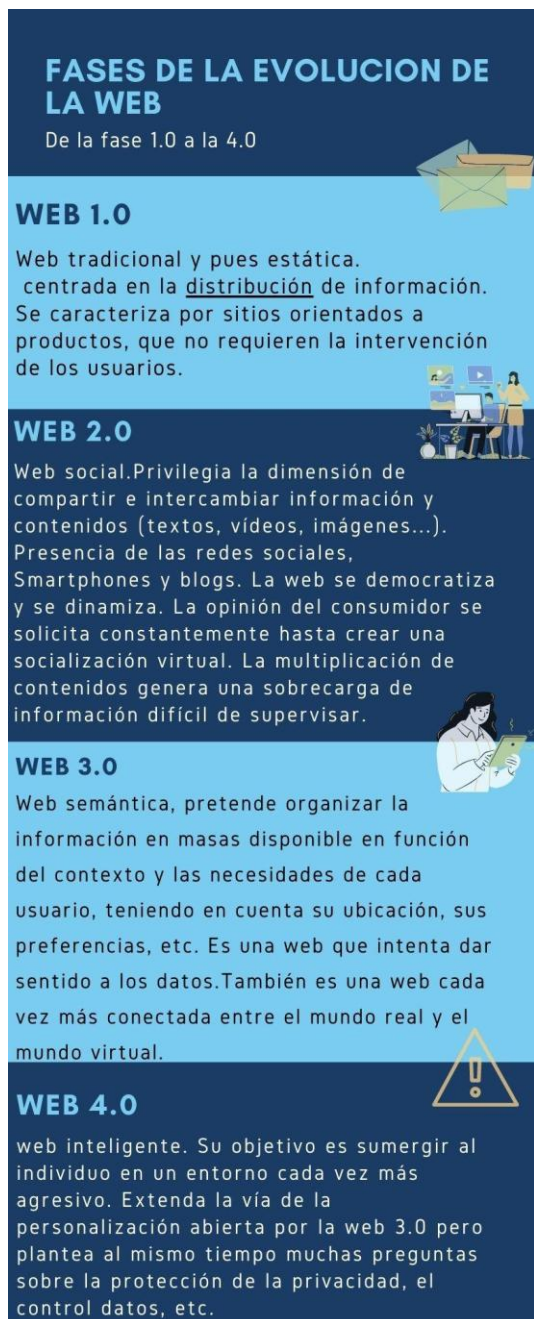 FASES DE LA EVOLUCION DE
LA WEB
De la fase 1.0 a la 4.0
WEB 1.0
Web tradicional y pues estática.
centrada en la distribución de información.
Se caracteriza por sitios orientados a
productos, que no requieren la intervención
de los usuarios.
WEB 2.0
Web social.Privilegia la dimensión de
compartir e intercambiar información y
contenidos (textos, vídeos, imágenes...).
Presencia de las redes sociales,
Smartphones y blogs. La web se democratiza
y se dinamiza. La opinión del consumidor se
solicita constantemente hasta crear una
socialización virtual. La multiplicación de
contenidos genera una sobrecarga de
información difícil de supervisar.
WEB 3.0
Web semántica, pretende organizar la
información en masas disponible en función
del contexto y las necesidades de cada
usuario, teniendo en cuenta su ubicación, sus
preferencias, etc. Es una web que intenta dar
sentido a los datos.También es una web cada
vez más conectada entre el mundo real y el
mundo virtual.
WEB 4.0
web inteligente. Su objetivo es sumergir al
individuo en un entorno cada vez más
agresivo. Extenda la vía de la
personalización abierta por la web 3.0 pero
plantea al mismo tiempo muchas preguntas
sobre la protección de la privacidad, el
control datos, etc.